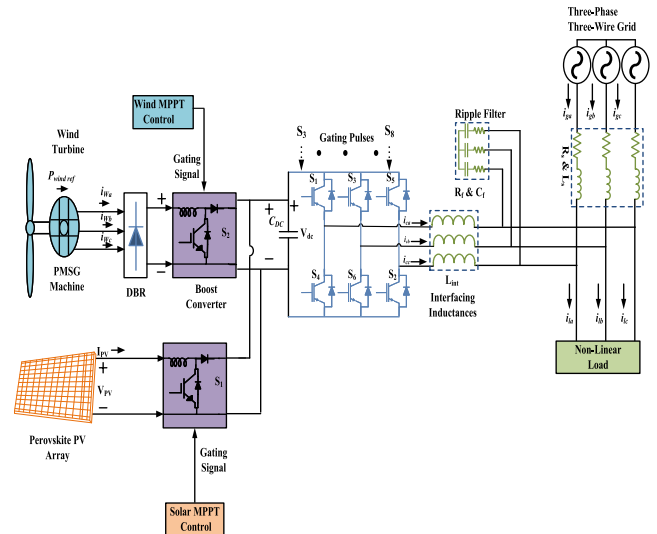 Three-Phase
Three-Wire Grid
iga
igb
igc
Rs & Ls
Wind MPPT
Control
Wind
Turbine
Pwind ref
Gating
Signal
iWa
iWb
iWc
PMSG
Machine
DBR
+
−
S2
Boost
Converter
+
−
+
CDC
Vdc
S3
Gating Pulses
S8
S1
S3
S5
S4
S6
S2
ica
icb
icc
Ripple Filter
Rf & Cf
Lint
Interfacing
Inductances
ila
ilb
ilc
Non-Linear
Load
IPV
+
VPV
−
Perovskite PV
Array
S1
Gating
Signal
Solar MPPT
Control